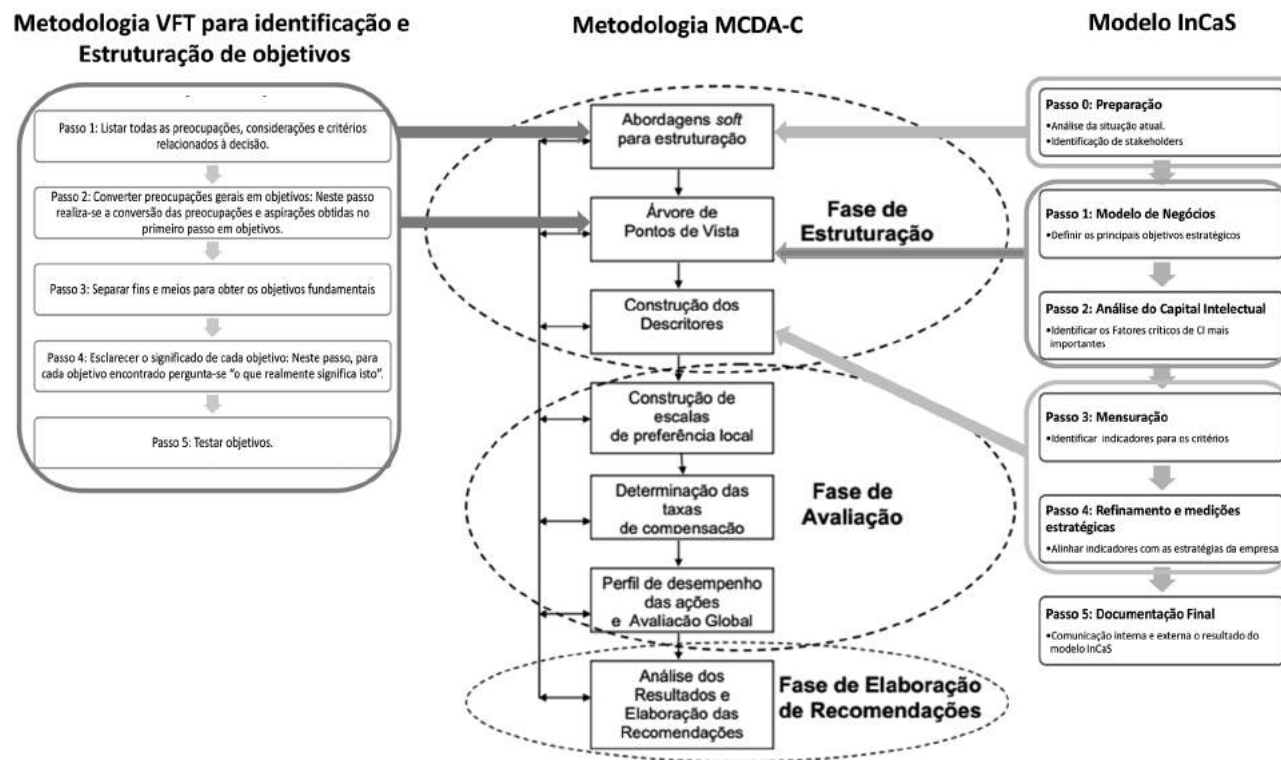 Metodologia VFT para identificação e
Estruturação de objetivos
- -
Passo 1: Listar todas as preocupações, considerações e critérios
relacionados à decisão.
Passo 2: Converter preocupações gerais em objetivos: Neste passo
realiza-se a conversão das preocupações e aspirações obtidas no
primeiro passo em objetivos.
Passo 3: Separar fins e meios para obter os objetivos fundamentais
Passo 4: Esclarecer o significado de cada objetivo: Neste passo, para
cada objetivo encontrado pergunta-se “o que realmente significa isto”.
Passo 5: Testar objetivos.
Metodologia MCDA-C
Abordagens soft
para estruturação
Árvore de
Pontos de Vista
Construção dos
Descritores
Fase de
Estruturação
Construção de
escalas
de preferência local
Determinação das
taxas
de compensação
Perfil de desempenho
das ações
e Avaliação Global
Fase de
Avaliação
Análise dos
Resultados e
Elaboração das
Recomendações
Fase de Elaboração
de Recomendações
Modelo InCaS
Passo 0: Preparação
•Análise da situação atual.
•Identificação de stakeholders
Passo 1: Modelo de Negócios
•Definir os principais objetivos estratégicos
Passo 2: Análise do Capital Intelectual
•Identificar os Fatores críticos de CI mais
importantes
Passo 3: Mensuração
•Identificar indicadores para os critérios
Passo 4: Refinamento e medições
estratégicas
•Alinhar indicadores com as estratégias da empresa
Passo 5: Documentação Final
•Comunicação interna e externa o resultado do
modelo InCaS